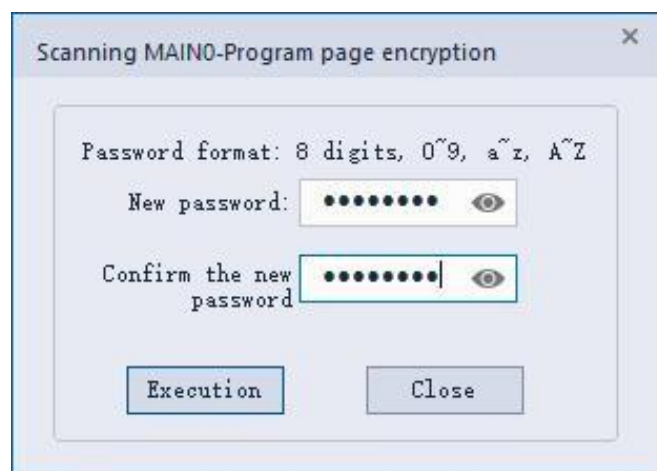 Scanning MAIN0-Program page encryption
Password format: 8 digits, 0~9, a~z, A~Z
New password: ••••••••
Confirm the new
password ••••••••
Execution Close